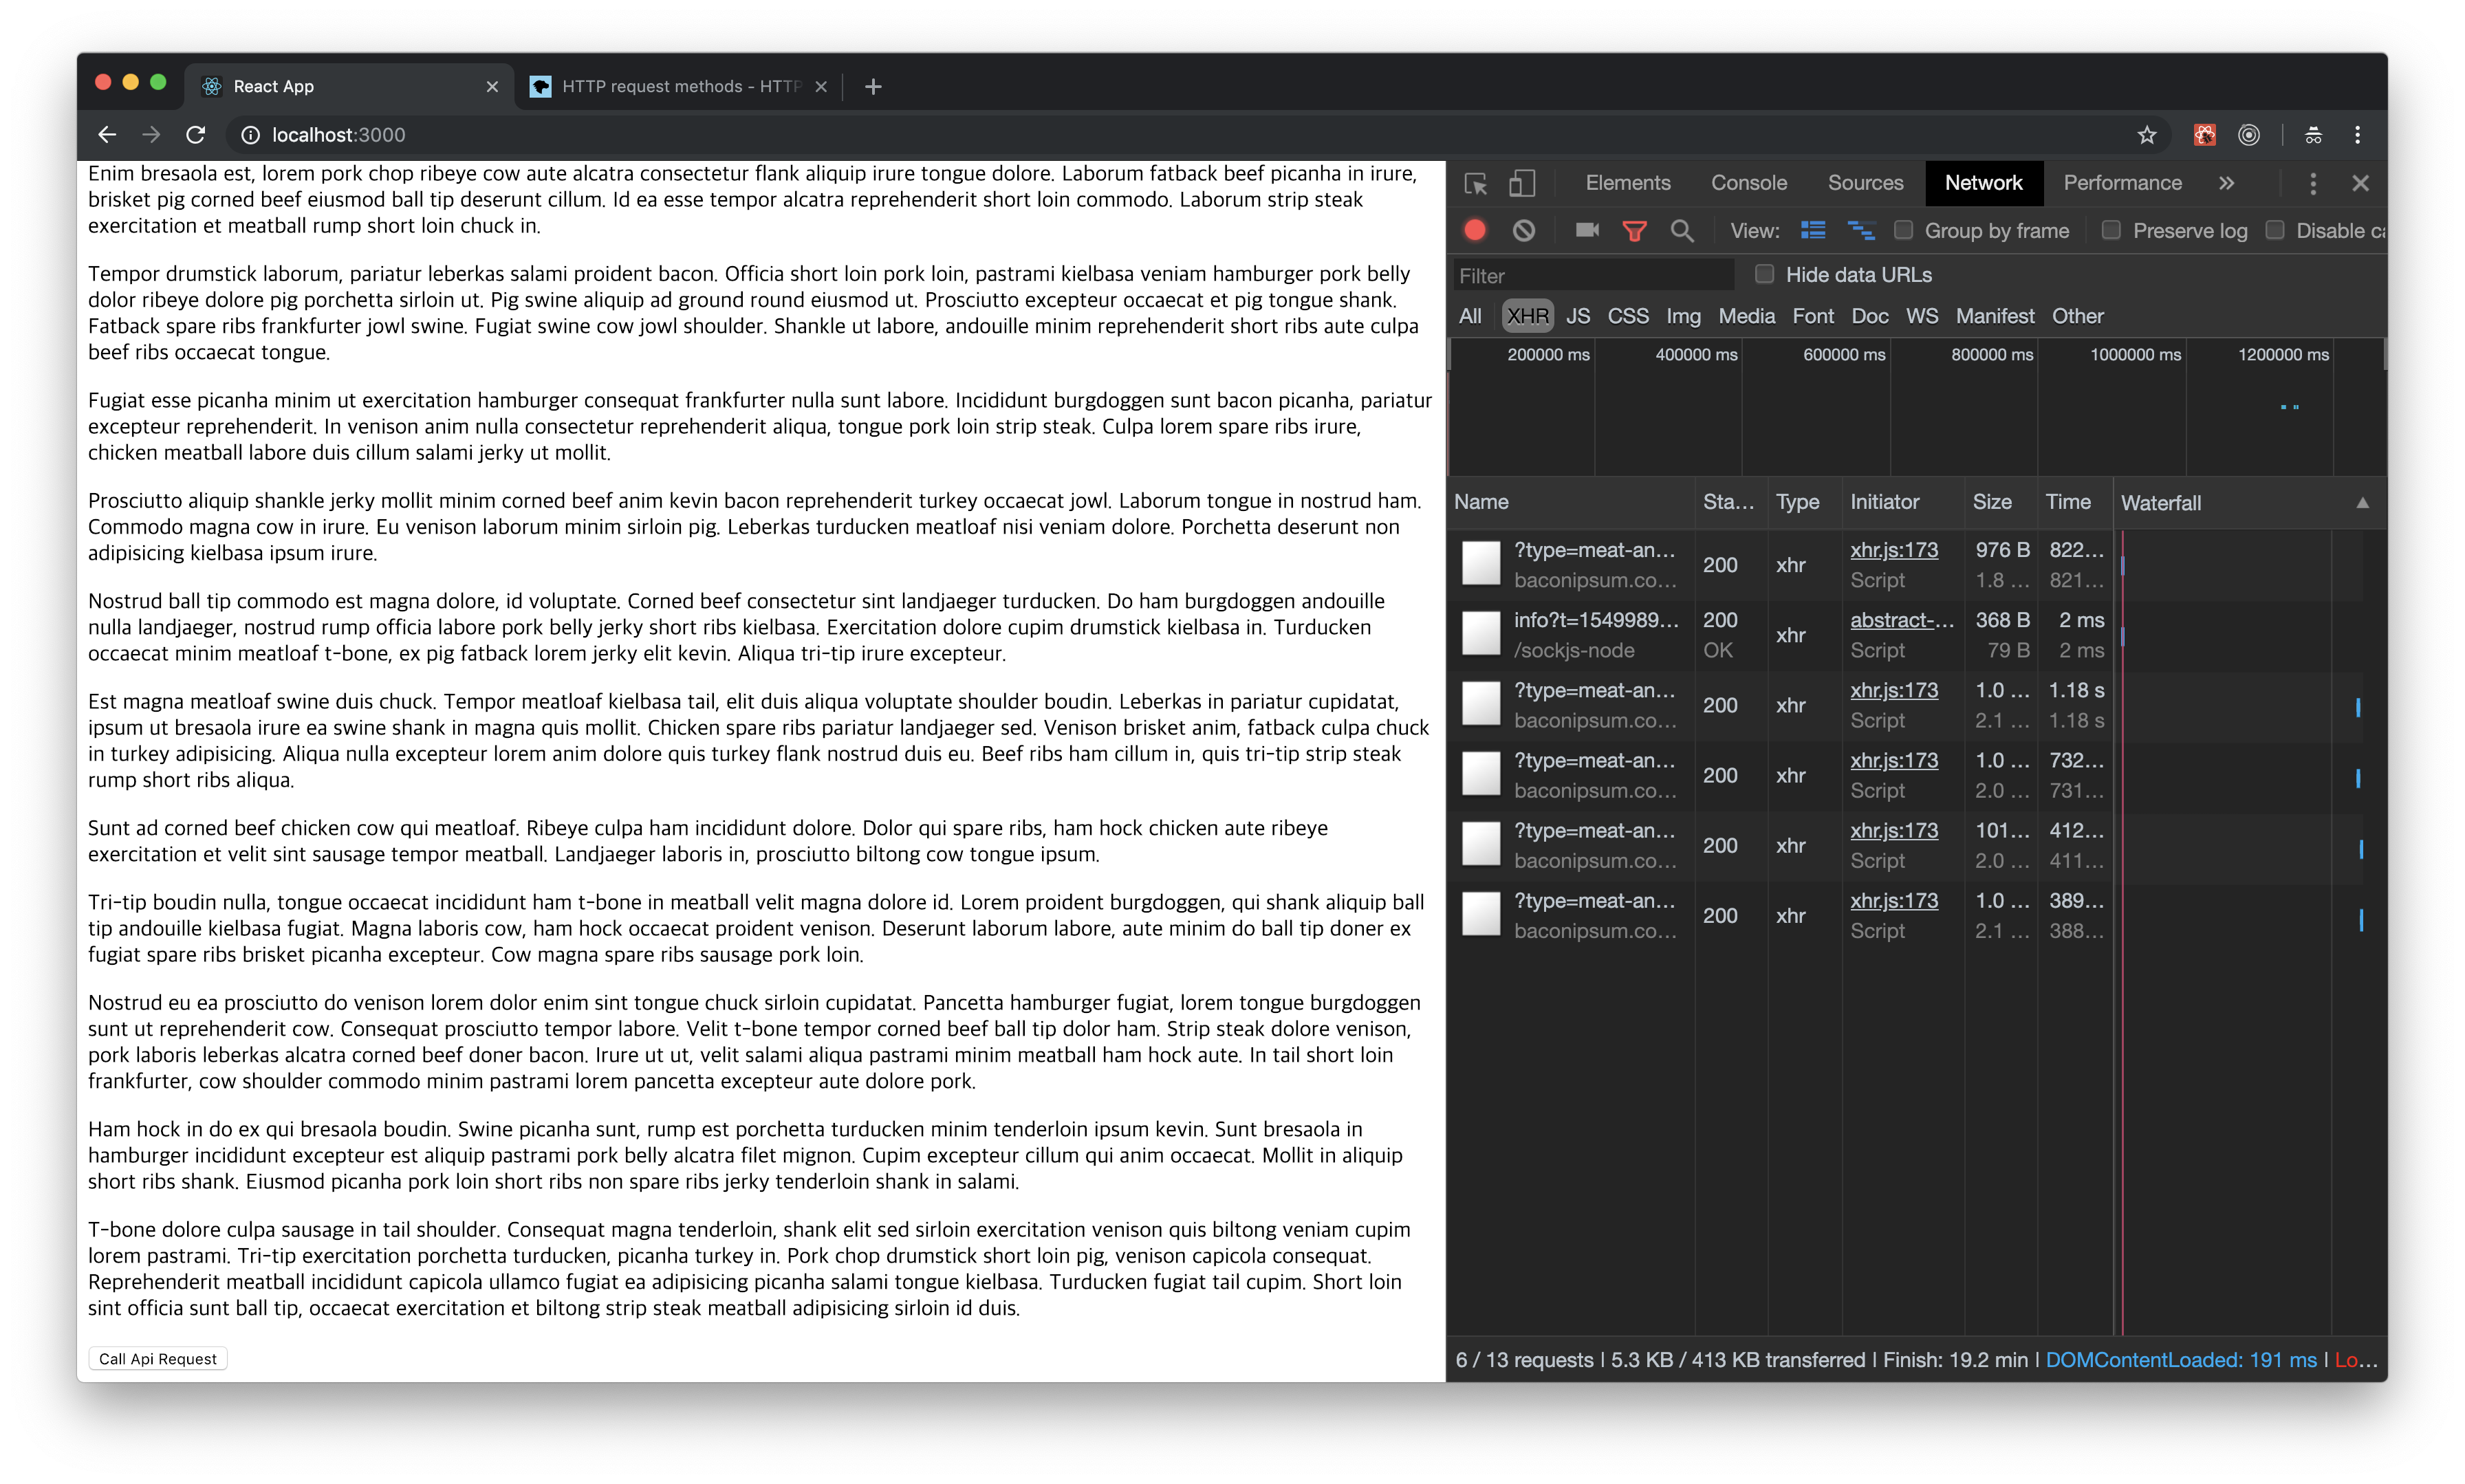 React App
HTTP request methods - HTTP
localhost:3000
Enim bresaola est, lorem pork chop ribeye cow aute alcatra consectetur flank aliquip irure tongue dolore. Laborum fatback beef picanha in irure,
brisket pig corned beef eiusmod ball tip deserunt cillum. Id ea esse tempor alcatra reprehenderit short loin commodo. Laborum strip steak
exercitation et meatball rump short loin chuck in.
Tempor drumstick laborum, pariatur leberkas salami proident bacon. Officia short loin pork loin, pastrami kielbasa veniam hamburger pork belly
dolor ribeye dolore pig porchetta sirloin ut. Pig swine aliquip ad ground round eiusmod ut. Prosciutto excepteur occaecat et pig tongue shank.
Fatback spare ribs frankfurter jowl swine. Fugiat swine cow jowl shoulder. Shankle ut labore, andouille minim reprehenderit short ribs aute culpa
beef ribs occaecat tongue.
Fugiat esse picanha minim ut exercitation hamburger consequat frankfurter nulla sunt labore. Incididunt burgdoggen sunt bacon picanha, pariatur
excepteur reprehenderit. In venison anim nulla consectetur reprehenderit aliqua, tongue pork loin strip steak. Culpa lorem spare ribs irure,
chicken meatball labore duis cillum salami jerky ut mollit.
Prosciutto aliquip shankle jerky mollit minim corned beef anim kevin bacon reprehenderit turkey occaecat jowl. Laborum tongue in nostrud ham.
Commodo magna cow in irure. Eu venison laborum minim sirloin pig. Leberkas turducken meatloaf nisi veniam dolore. Porchetta deserunt non
adipisicing kielbasa ipsum irure.
Nostrud ball tip commodo est magna dolore, id voluptate. Corned beef consectetur sint landjaeger turducken. Do ham burgdoggen andouille
nulla landjaeger, nostrud rump officia labore pork belly jerky short ribs kielbasa. Exercitation dolore cupim drumstick kielbasa in. Turducken
occaecat minim meatloaf t-bone, ex pig fatback lorem jerky elit kevin. Aliqua tri-tip irure excepteur.
Est magna meatloaf swine duis chuck. Tempor meatloaf kielbasa tail, elit duis aliqua voluptate shoulder boudin. Leberkas in pariatur cupidatat,
ipsum ut bresaola irure ea swine shank in magna quis mollit. Chicken spare ribs pariatur landjaeger sed. Venison brisket anim, fatback culpa chuck
in turkey adipisicing. Aliqua nulla excepteur lorem anim dolore quis turkey flank nostrud duis eu. Beef ribs ham cillum in, quis tri-tip strip steak
rump short ribs aliqua.
Sunt ad corned beef chicken cow qui meatloaf. Ribeye culpa ham incididunt dolore. Dolor qui spare ribs, ham hock chicken aute ribeye
exercitation et velit sint sausage tempor meatball. Landjaeger laboris in, prosciutto biltong cow tongue ipsum.
Tri-tip boudin nulla, tongue occaecat incididunt ham t-bone in meatball velit magna dolore id. Lorem proident burgdoggen, qui shank aliquip ball
tip andouille kielbasa fugiat. Magna laboris cow, ham hock occaecat proident venison. Deserunt laborum labore, aute minim do ball tip doner ex
fugiat spare ribs brisket picanha excepteur. Cow magna spare ribs sausage pork loin.
Nostrud eu ea prosciutto do venison lorem dolor enim sint tongue chuck sirloin cupidatat. Pancetta hamburger fugiat, lorem tongue burgdoggen
sunt ut reprehenderit cow. Consequat prosciutto tempor labore. Velit t-bone tempor corned beef ball tip dolor ham. Strip steak dolore venison,
pork laboris leberkas alcatra corned beef doner bacon. Irure ut ut, velit salami aliqua pastrami minim meatball ham hock aute. In tail short loin
frankfurter, cow shoulder commodo minim pastrami lorem pancetta excepteur aute dolore pork.
Ham hock in do ex qui bresaola boudin. Swine picanha sunt, rump est porchetta turducken minim tenderloin ipsum kevin. Sunt bresaola in
hamburger incididunt excepteur est aliquip pastrami pork belly alcatra filet mignon. Cupim excepteur cillum qui anim occaecat. Mollit in aliquip
short ribs shank. Eiusmod picanha pork loin short ribs non spare ribs jerky tenderloin shank in salami.
T-bone dolore culpa sausage in tail shoulder. Consequat magna tenderloin, shank elit sed sirloin exercitation venison quis biltong veniam cupim
lorem pastrami. Tri-tip exercitation porchetta turducken, picanha turkey in. Pork chop drumstick short loin pig, venison capicola consequat.
Reprehenderit meatball incididunt capicola ullamco fugiat ea adipisicing picanha salami tongue kielbasa. Turducken fugiat tail cupim. Short loin
sint officia sunt ball tip, occaecat exercitation et biltong strip steak meatball adipisicing sirloin id duis.
Call Api Request
Elements Console Sources Network Performance »
View: Group by frame Preserve log Disable ca
Filter Hide data URLs
All XHR JS CSS Img Media Font Doc WS Manifest Other
200000 ms 400000 ms 600000 ms 800000 ms 1000000 ms 1200000 ms
Name Sta... Type Initiator Size Time Waterfall
?type=meat-an... 200 xhr xhr.js:173 976 B 822...
baconipsum.co... Script 1.8 ... 821...
info?t=1549989... 200 xhr abstract-... 368 B 2 ms
/sockjs-node OK Script 79 B 2 ms
?type=meat-an... 200 xhr xhr.js:173 1.0 ... 1.18 s
baconipsum.co... Script 2.1 ... 1.18 s
?type=meat-an... 200 xhr xhr.js:173 1.0 ... 732...
baconipsum.co... Script 2.0 ... 731...
?type=meat-an... 200 xhr xhr.js:173 101... 412...
baconipsum.co... Script 2.0 ... 411...
?type=meat-an... 200 xhr xhr.js:173 1.0 ... 389...
baconipsum.co... Script 2.1 ... 388...
6 / 13 requests | 5.3 KB / 413 KB transferred | Finish: 19.2 min | DOMContentLoaded: 191 ms | Lo...